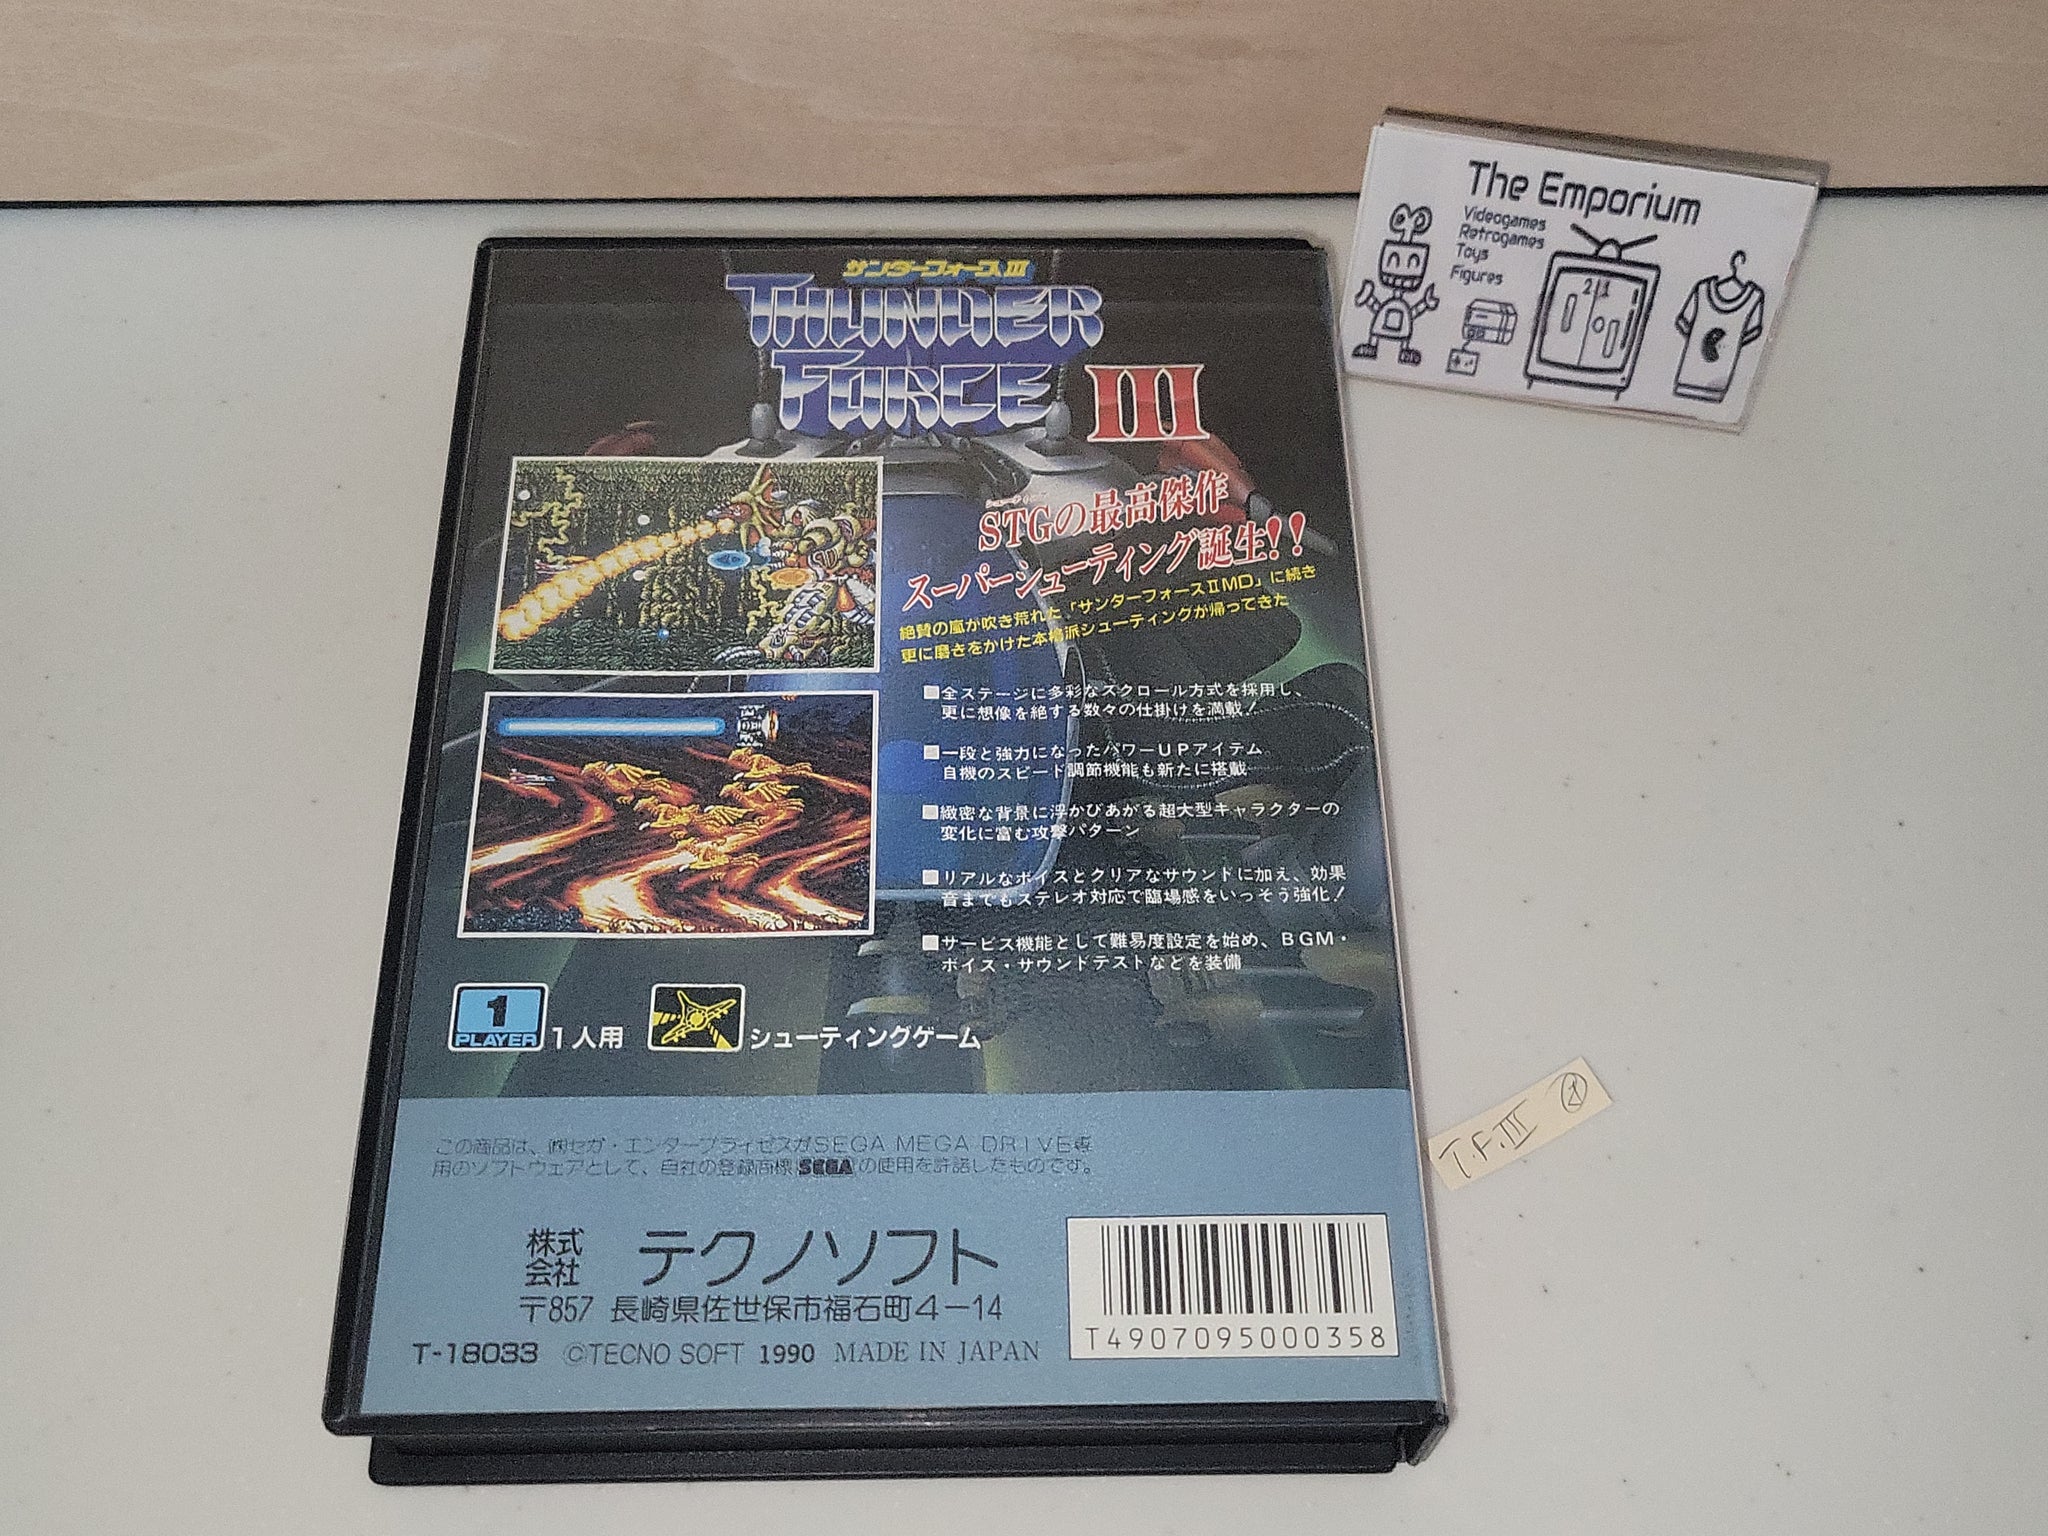 The Emporium
Videogames
Retrogames
Toys
Figures
サンダーフォースIII
THUNDER
FORCE III
シューティング
STGの最高傑作
スーパーシューティング誕生!!
絶賛の嵐が吹き荒れた「サンダーフォースII MD」に続き
更に磨きをかけた本格派シューティングが帰ってきた
■全ステージに多彩なスクロール方式を採用し、
更に想像を絶する数々の仕掛けを満載!
■一段と強力になったパワーUPアイテム
自機のスピード調節機能も新たに搭載
■緻密な背景に浮かびあがる超大型キャラクターの
変化に富む攻撃パターン
■リアルなボイスとクリアなサウンドに加え、効果
音までもステレオ対応で臨場感をいっそう強化!
■サービス機能として難易度設定を始め、BGM・
ボイス・サウンドテストなどを装備
1
PLAYER 1人用 シューティングゲーム
T.F.III
この商品は、㈱セガ・エンタープライゼスがSEGA MEGA DRIVE専
用のソフトウェアとして、自社の登録商標 SEGA の使用を許諾したものです。
株式会社 テクノソフト
〒857 長崎県佐世保市福石町4-14
T-18033 ©TECNO SOFT 1990 MADE IN JAPAN
T4907095000358